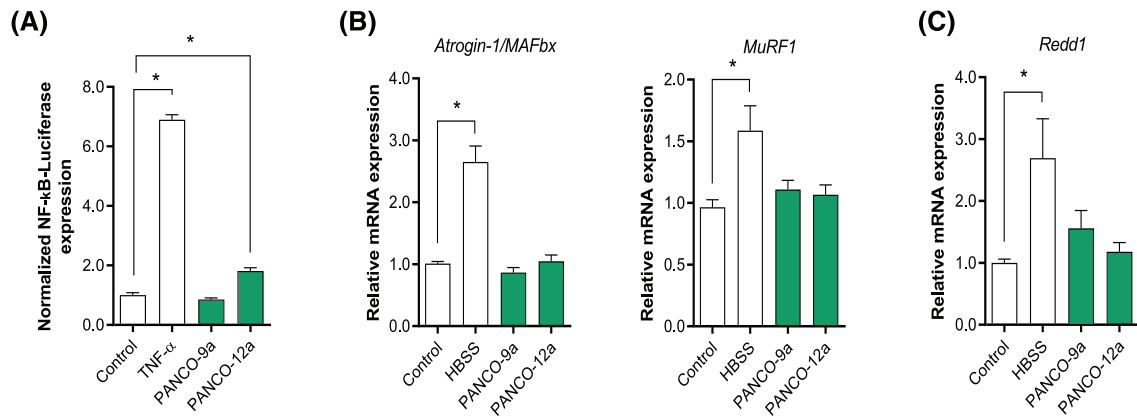 (A)
Normalized NF-κB-Luciferase
expression
8.0
6.0
4.0
2.0
0.0
*
*
Control
TNF-α
PANCO-9a
PANCO-12a
(B)
Atrogin-1/MAFbx
Relative mRNA expression
4.0
3.0
2.0
1.0
0.0
*
Control
HBSS
PANCO-9a
PANCO-12a
MuRF1
Relative mRNA expression
2.0
1.5
1.0
0.5
0.0
*
Control
HBSS
PANCO-9a
PANCO-12a
(C)
Redd1
Relative mRNA expression
4.0
3.0
2.0
1.0
0.0
*
Control
HBSS
PANCO-9a
PANCO-12a